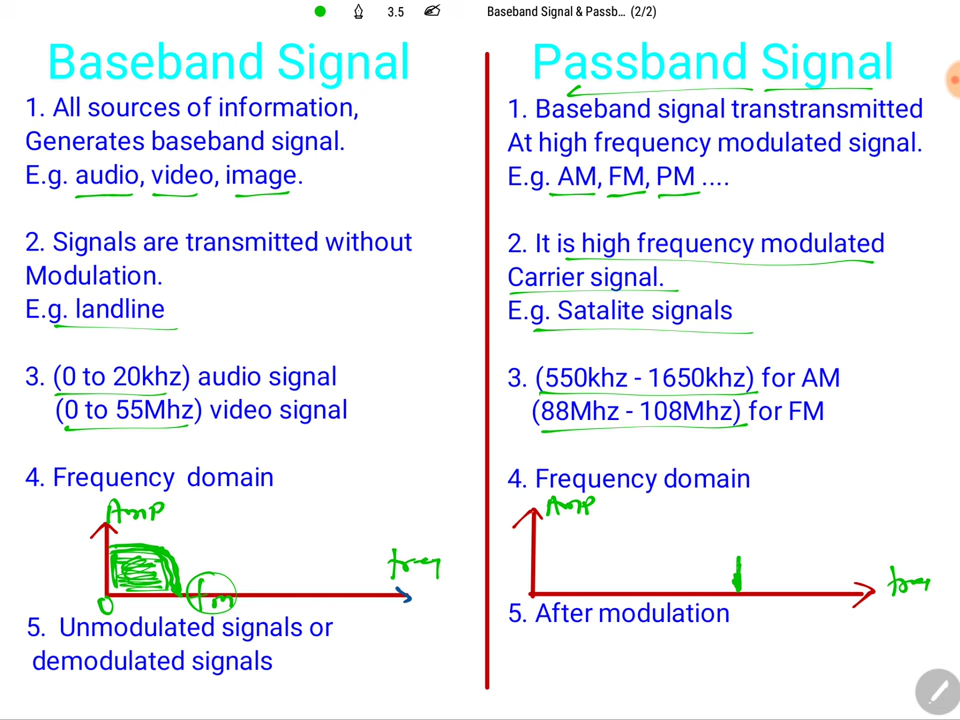 3.5
Baseband Signal & Passb... (2/2)
Baseband Signal
1. All sources of information,
Generates baseband signal.
E.g. audio, video, image.
2. Signals are transmitted without
Modulation.
E.g. landline
3. (0 to 20khz) audio signal
(0 to 55Mhz) video signal
4. Frequency domain
Amp
freq
0
fm
5. Unmodulated signals or
demodulated signals
Passband Signal
1. Baseband signal transtransmitted
At high frequency modulated signal.
E.g. AM, FM, PM ....
2. It is high frequency modulated
Carrier signal.
E.g. Satalite signals
3. (550khz - 1650khz) for AM
(88Mhz - 108Mhz) for FM
4. Frequency domain
Amp
freq
5. After modulation